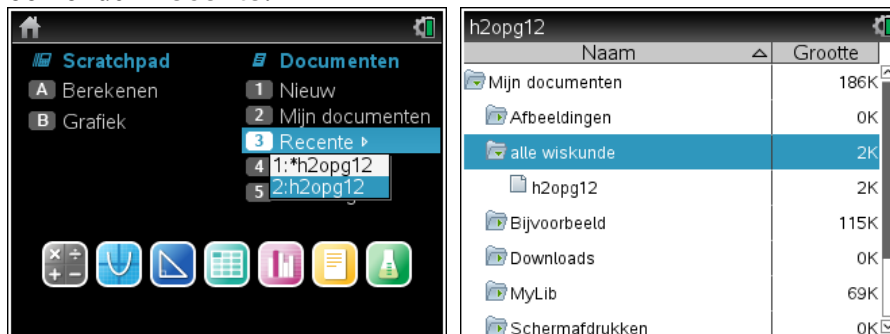 Scratchpad
A Berekenen
B Grafiek
Documenten
1 Nieuw
2 Mijn documenten
3 Recente
4 1:*h2opg12
5 2:h2opg12
h2opg12
Naam Grootte
Mijn documenten 186K
Afbeeldingen 0K
alle wiskunde 2K
h2opg12 2K
Bijvoorbeeld 115K
Downloads 0K
MyLib 69K
Schermafdrukken 0K